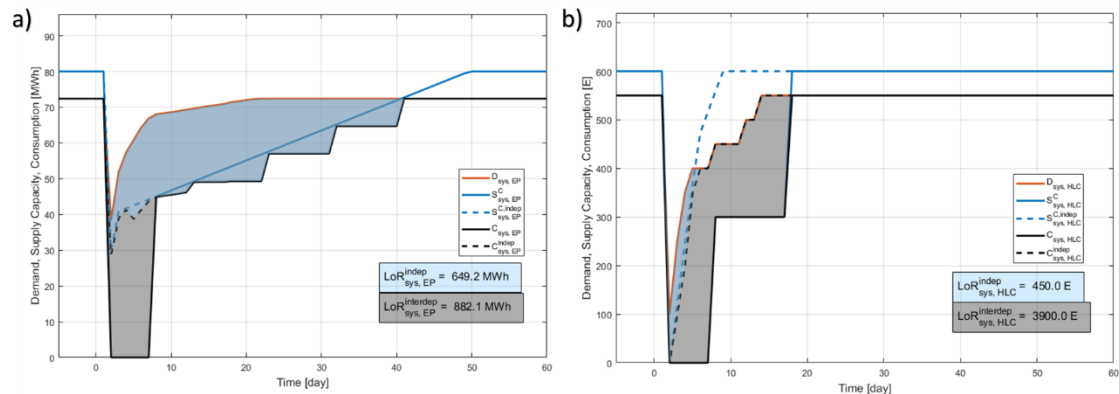 a)
Demand, Supply Capacity, Consumption [MWh]
90
80
70
60
50
40
30
20
10
0
0 10 20 30 40 50 60
Time [day]
D sys, EP
S^C sys, EP
S^C,indep sys, EP
C sys, EP
C^indep sys, EP
LoR^indep sys, EP = 649.2 MWh
LoR^interdep sys, EP = 882.1 MWh
b)
Demand, Supply Capacity, Consumption [E]
700
600
500
400
300
200
100
0
0 10 20 30 40 50 60
Time [day]
D sys, HLC
S^C sys, HLC
S^C,indep sys, HLC
C sys, HLC
C^indep sys, HLC
LoR^indep sys, HLC = 450.0 E
LoR^interdep sys, HLC = 3900.0 E